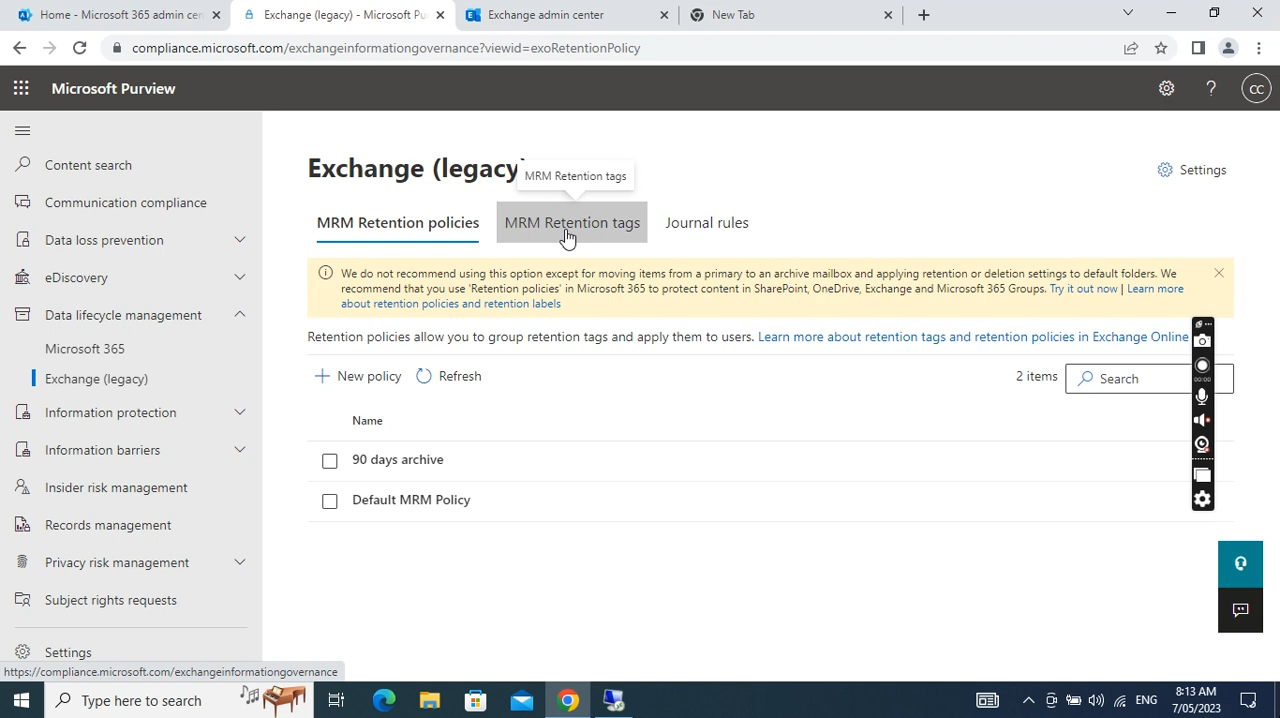 Home - Microsoft 365 admin cen
Exchange (legacy) - Microsoft Pu
Exchange admin center
New Tab
compliance.microsoft.com/exchangeinformationgovernance?viewid=exoRetentionPolicy
Microsoft Purview
CC
Content search
Communication compliance
Data loss prevention
eDiscovery
Data lifecycle management
Microsoft 365
Exchange (legacy)
Information protection
Information barriers
Insider risk management
Records management
Privacy risk management
Subject rights requests
Settings
https://compliance.microsoft.com/exchangeinformationgovernance
Exchange (legacy)
MRM Retention tags
Settings
MRM Retention policies
MRM Retention tags
Journal rules
We do not recommend using this option except for moving items from a primary to an archive mailbox and applying retention or deletion settings to default folders. We
recommend that you use 'Retention policies' in Microsoft 365 to protect content in SharePoint, OneDrive, Exchange and Microsoft 365 Groups. Try it out now | Learn more
about retention policies and retention labels
Retention policies allow you to group retention tags and apply them to users. Learn more about retention tags and retention policies in Exchange Online
New policy
Refresh
2 items
Search
00:00
Name
90 days archive
Default MRM Policy
Type here to search
ENG
8:13 AM
7/05/2023